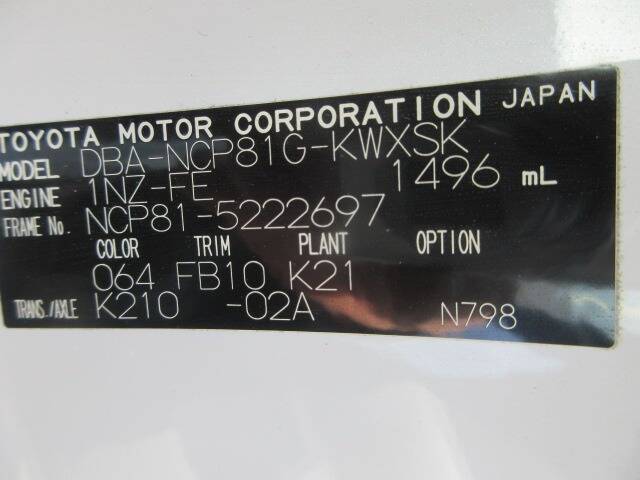 TOYOTA MOTOR CORPORATION JAPAN
MODEL DBA-NCP81G-KWXSK
ENGINE 1NZ-FE 1496 mL
FRAME No. NCP81-5222697
COLOR TRIM PLANT OPTION
064 FB10 K21
TRANS./AXLE K210 -02A N798